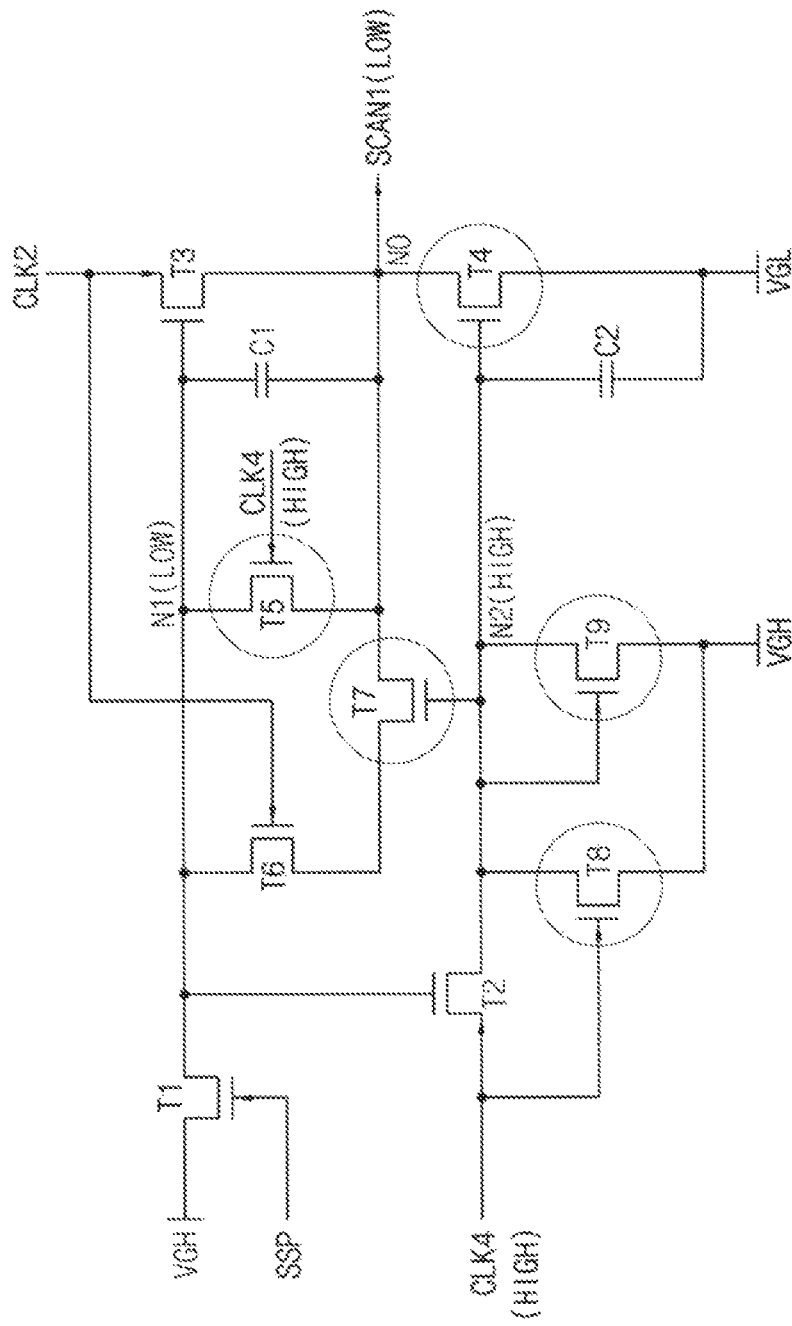 CLK2
SCAN1(LOW)
T3
NO
C1
T4
N1(LOW)
CLK4
(HIGH)
T5
C2
VGL
N2(HIGH)
T7
T9
VGH
T6
T8
T1
T2
VGH
SSP
CLK4
(HIGH)